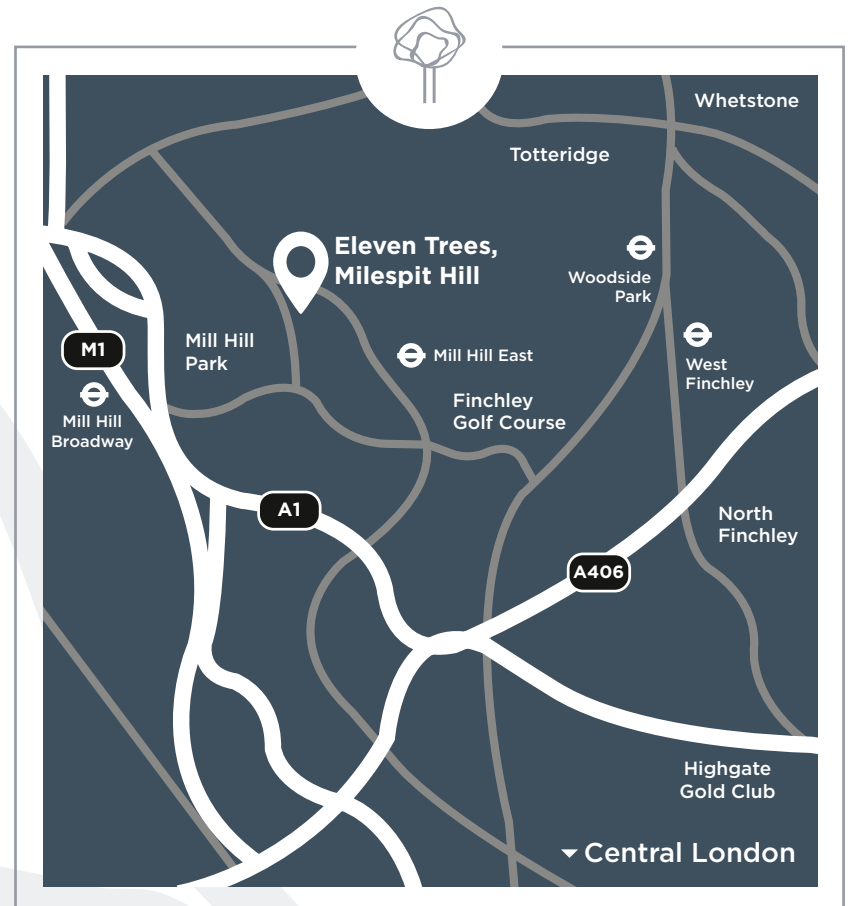 Whetstone
Totteridge
Eleven Trees,
Milespit Hill
Woodside
Park
M1
Mill Hill
Park
Mill Hill East
West
Finchley
Mill Hill
Broadway
Finchley
Golf Course
A1
North
Finchley
A406
Highgate
Gold Club
Central London